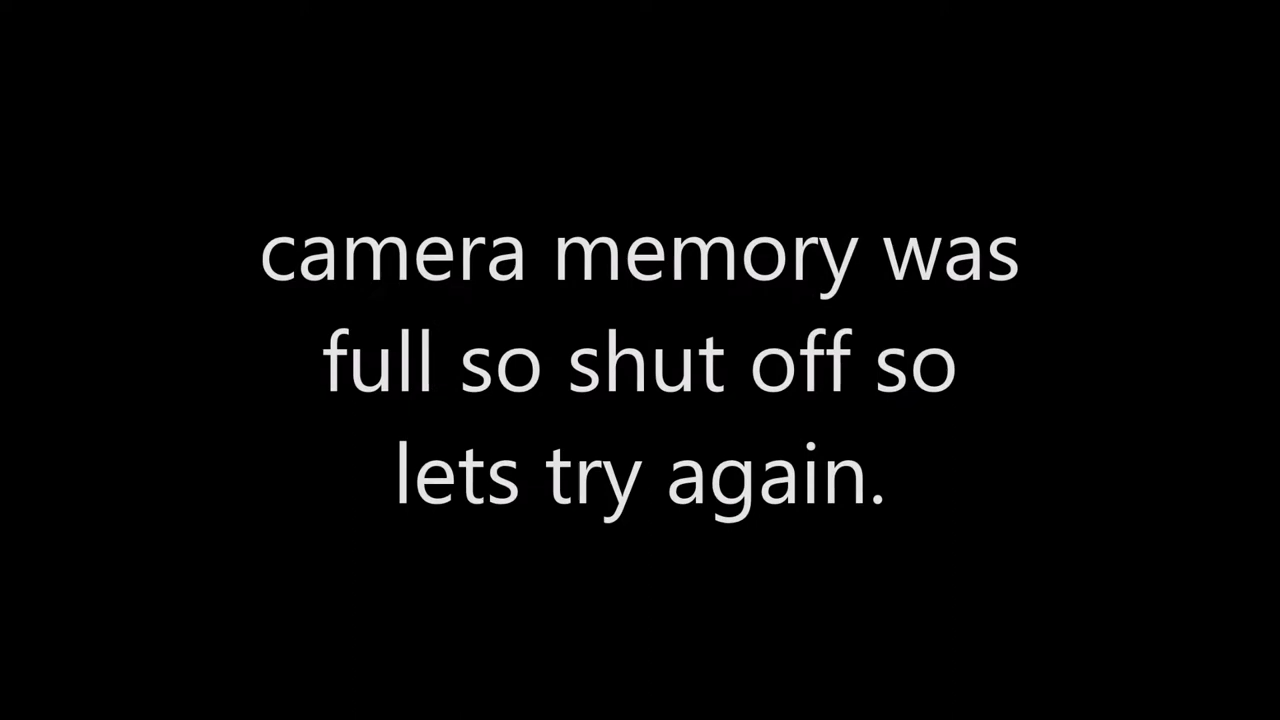 camera memory was
full so shut off so
lets try again.